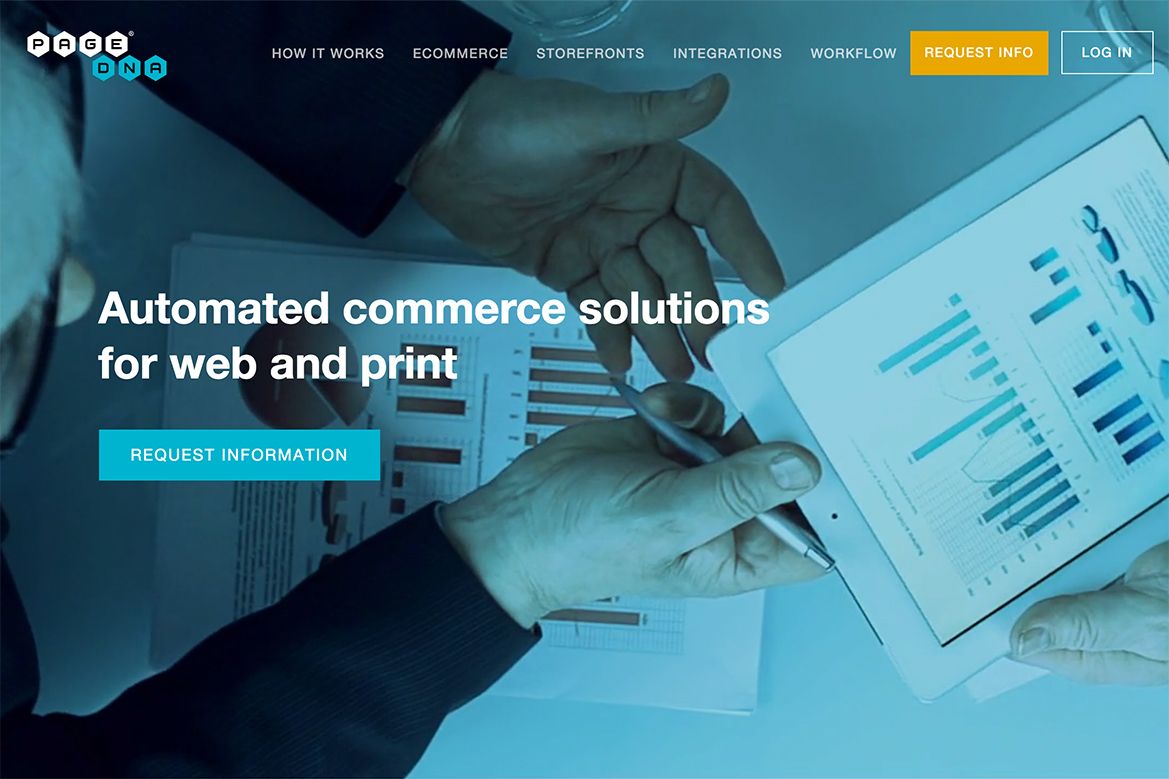 PAGE®
DNA
HOW IT WORKS
ECOMMERCE
STOREFRONTS
INTEGRATIONS
WORKFLOW
REQUEST INFO
LOG IN
Automated commerce solutions
for web and print
REQUEST INFORMATION